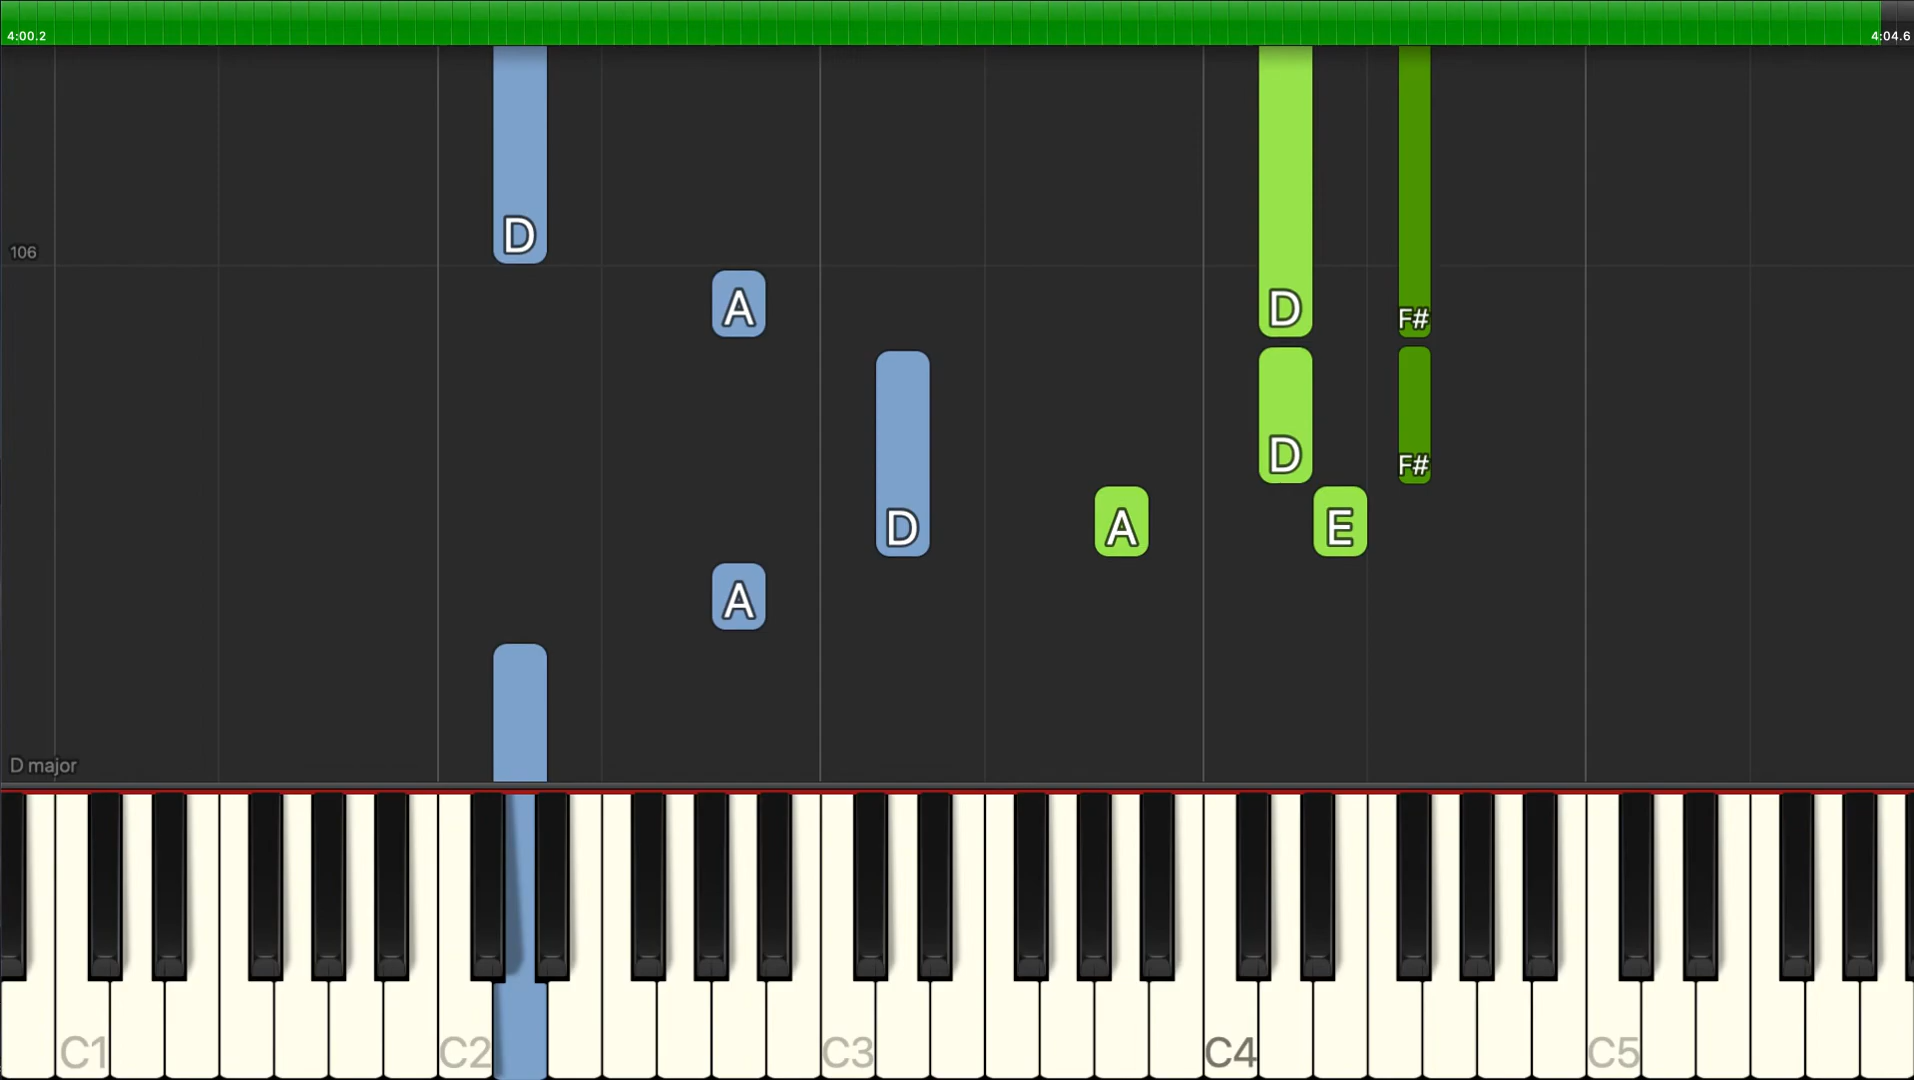 4:00.2 4:04.6
D
106
A D F#
D F#
D A E
A
D major
C1 C2 C3 C4 C5